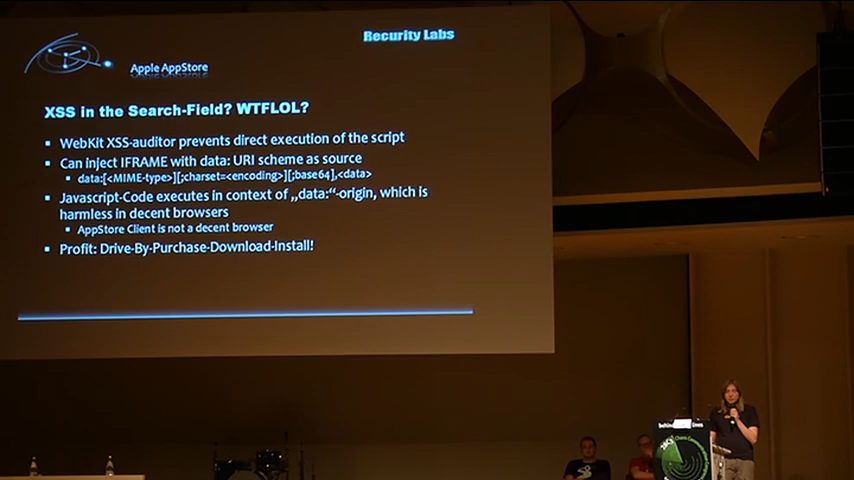 Recurity Labs
Apple AppStore
XSS in the Search-Field? WTFLOL?
WebKit XSS-auditor prevents direct execution of the script
Can inject IFRAME with data: URI scheme as source
data:[<MIME-type>][;charset=<encoding>][;base64],<data>
Javascript-Code executes in context of „data:“-origin, which is
harmless in decent browsers
AppStore Client is not a decent browser
Profit: Drive-By-Purchase-Download-Install!
behind
lines